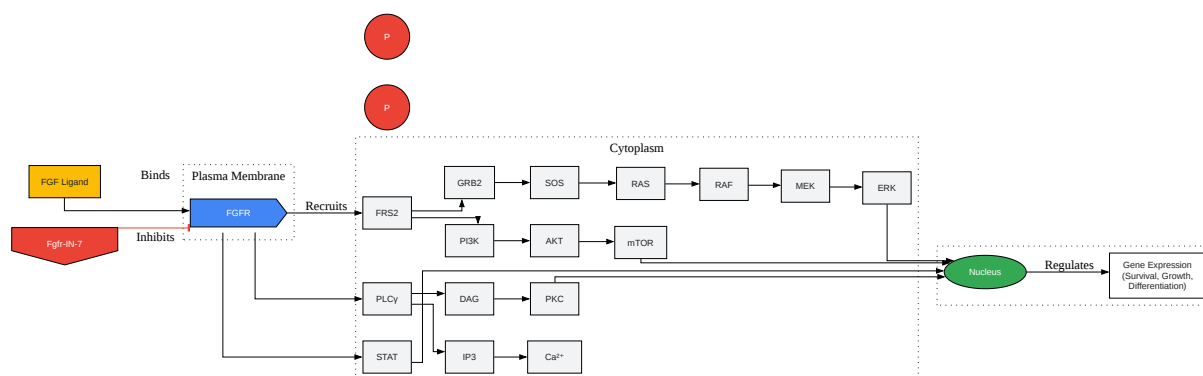 P
P
Cytoplasm
FGF Ligand
Binds
Plasma Membrane
GRB2
SOS
RAS
RAF
MEK
ERK
FGFR
Recruits
FRS2
Fgfr-IN-7
Inhibits
PI3K
AKT
mTOR
Nucleus
Regulates
Gene Expression
(Survival, Growth,
Differentiation)
PLCγ
DAG
PKC
STAT
IP3
Ca²⁺